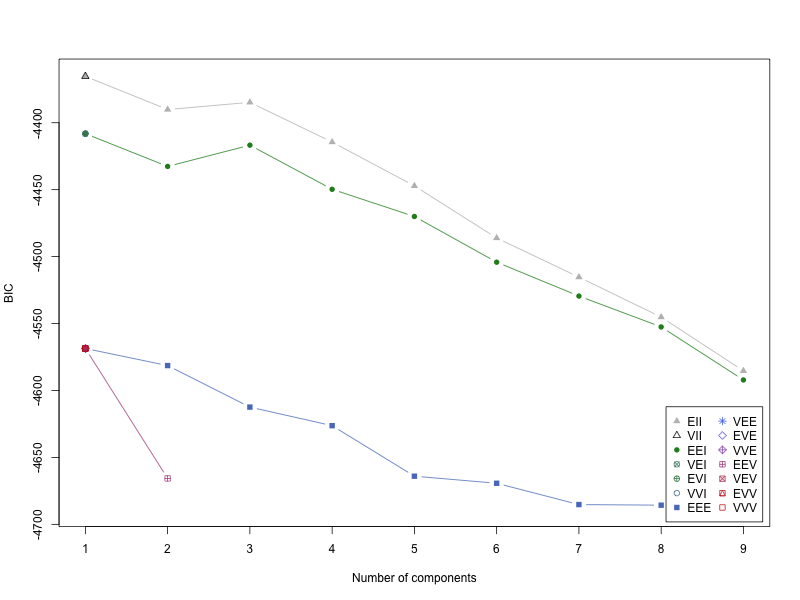 -4400
-4450
-4500
-4550
-4600
-4650
-4700
BIC
EII VEE
VII EVE
EEI VVE
VEI EEV
EVI VEV
VVI EVV
EEE VVV
1 2 3 4 5 6 7 8 9
Number of components